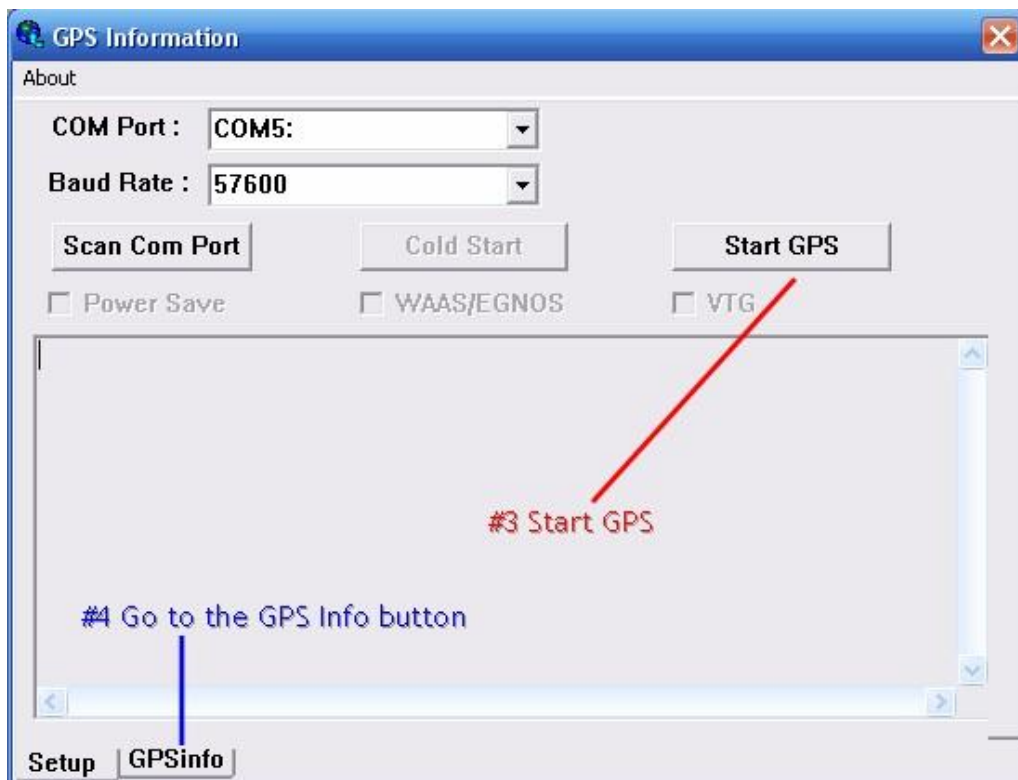 GPS Information
About
COM Port : COM5:
Baud Rate : 57600
Scan Com Port Cold Start Start GPS
Power Save WAAS/EGNOS VTG
#3 Start GPS
#4 Go to the GPS Info button
Setup GPSinfo